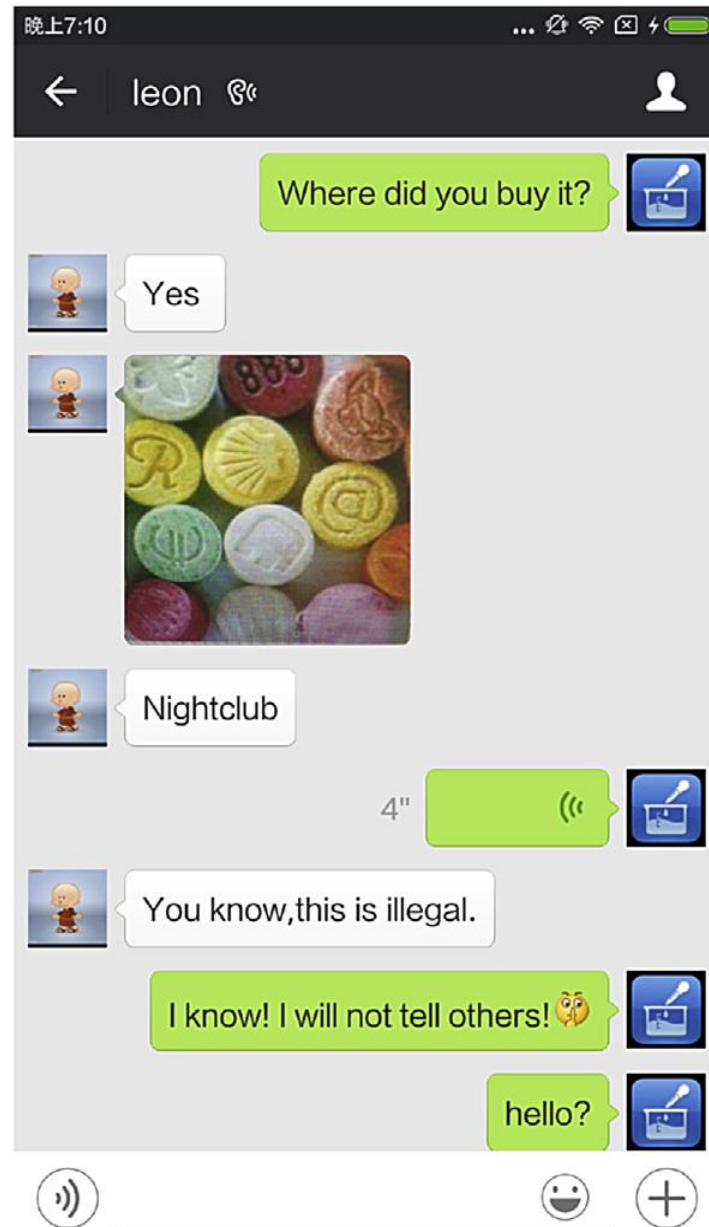 晚上7:10
leon
Where did you buy it?
Yes
888
R
@
Nightclub
4"
You know,this is illegal.
I know! I will not tell others!
hello?